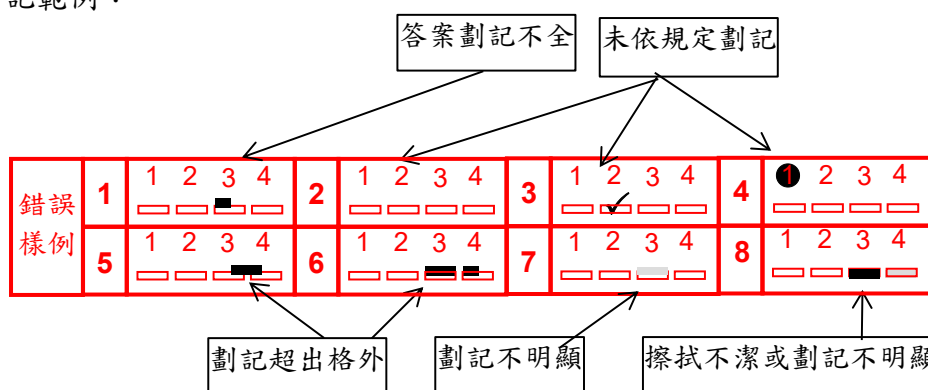 記範例：
答案劃記不全 未依規定劃記
錯誤樣例
1 1 2 3 4 2 1 2 3 4 3 1 2 3 4 4 1 2 3 4
5 1 2 3 4 6 1 2 3 4 7 1 2 3 4 8 1 2 3 4
劃記超出格外 劃記不明顯 擦拭不潔或劃記不明顯